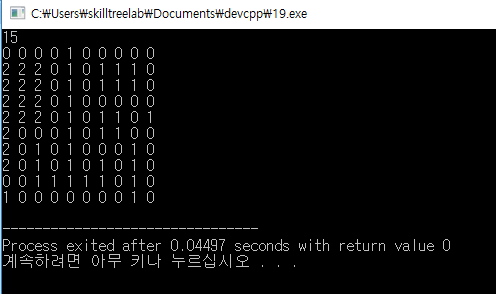 C:₩Users₩skilltreelab₩Documents₩devcpp₩19.exe
15
0 0 0 0 1 0 0 0 0 0
2 2 2 0 1 0 1 1 1 0
2 2 2 0 1 0 1 1 1 0
2 2 2 0 1 0 0 0 0 0
2 2 2 0 1 0 1 1 0 1
2 0 0 0 1 0 1 1 0 0
2 0 1 0 1 0 0 0 1 0
2 0 1 0 1 0 1 0 1 0
0 0 1 1 1 1 1 0 1 0
1 0 0 0 0 0 0 0 1 0
--------------------------------
Process exited after 0.04497 seconds with return value 0
계속하려면 아무 키나 누르십시오 . . .